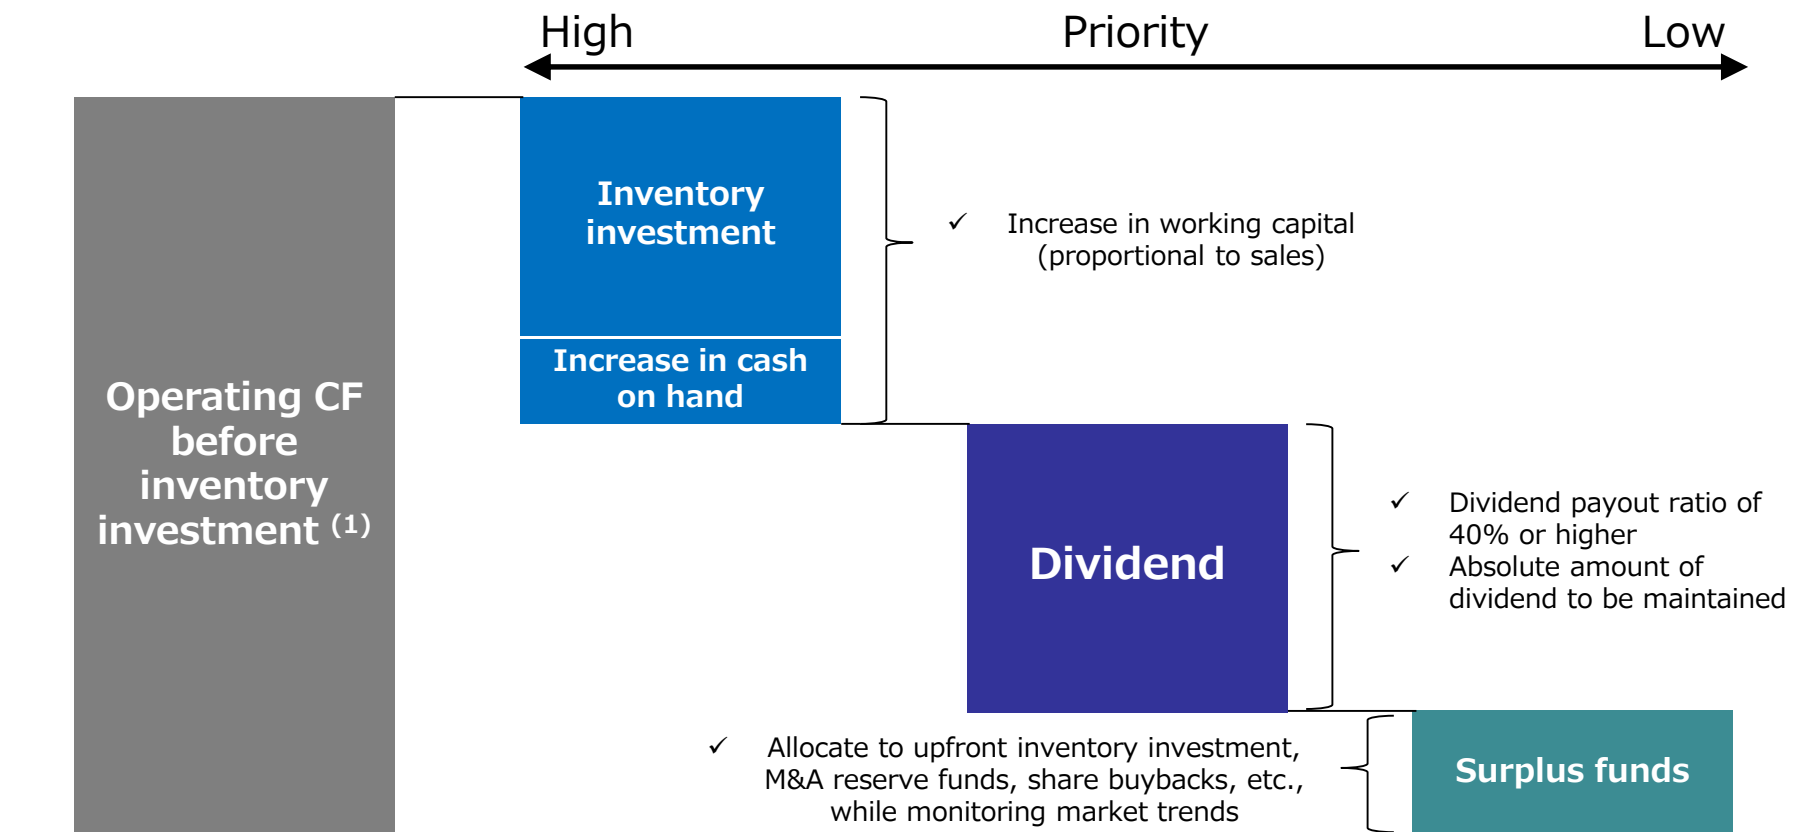 High Priority Low
Inventory
investment
✓ Increase in working capital
(proportional to sales)
Increase in cash
on hand
Operating CF
before
inventory
investment (1)
Dividend
✓ Dividend payout ratio of
40% or higher
✓ Absolute amount of
dividend to be maintained
✓ Allocate to upfront inventory investment,
M&A reserve funds, share buybacks, etc.,
while monitoring market trends
Surplus funds